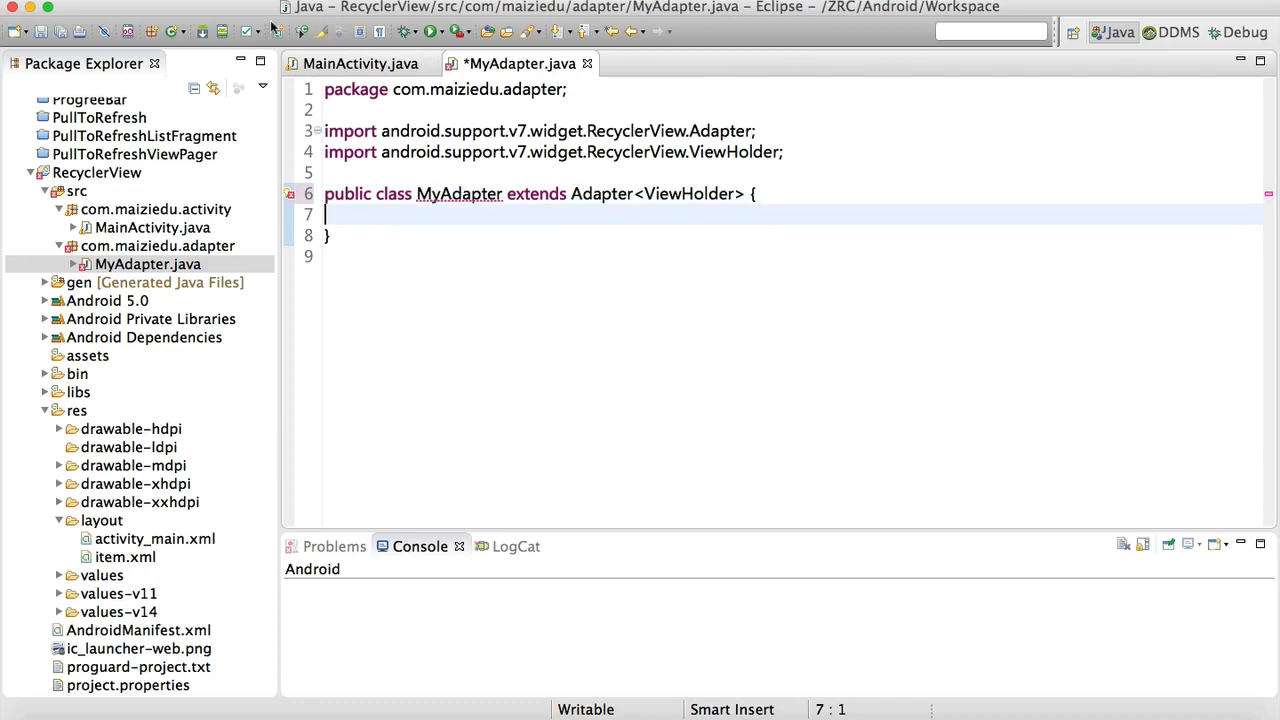 Java – RecyclerView/src/com/maiziedu/adapter/MyAdapter.java – Eclipse – /ZRC/Android/Workspace
Java
DDMS
Debug
Package Explorer
ProgreeBar
PullToRefresh
PullToRefreshListFragment
PullToRefreshViewPager
RecyclerView
src
com.maiziedu.activity
MainActivity.java
com.maiziedu.adapter
MyAdapter.java
gen [Generated Java Files]
Android 5.0
Android Private Libraries
Android Dependencies
assets
bin
libs
res
drawable-hdpi
drawable-ldpi
drawable-mdpi
drawable-xhdpi
drawable-xxhdpi
layout
activity_main.xml
item.xml
values
values-v11
values-v14
AndroidManifest.xml
ic_launcher-web.png
proguard-project.txt
project.properties
MainActivity.java
*MyAdapter.java
1 package com.maiziedu.adapter;
2
3 import android.support.v7.widget.RecyclerView.Adapter;
4 import android.support.v7.widget.RecyclerView.ViewHolder;
5
6 public class MyAdapter extends Adapter<ViewHolder> {
7
8 }
9
Problems
Console
LogCat
Android
Writable
Smart Insert
7 : 1